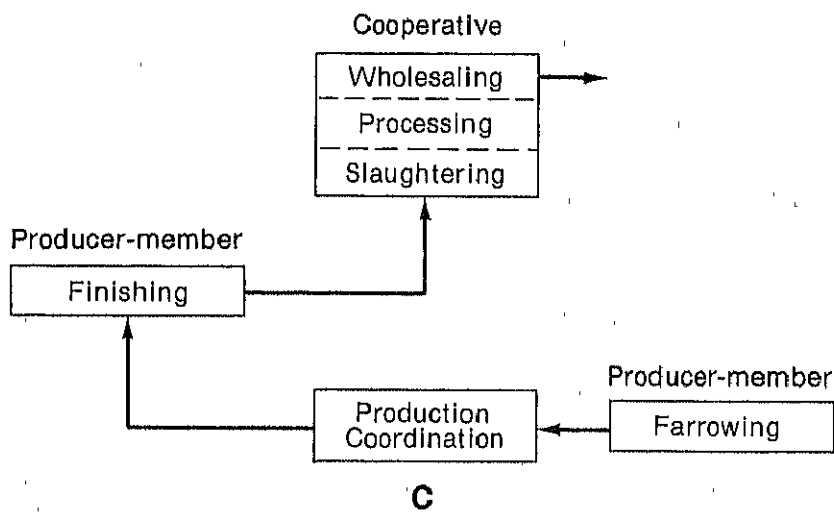 Cooperative
Wholesaling
Processing
Slaughtering
Producer-member
Finishing
Producer-member
Production
Coordination
Farrowing
C